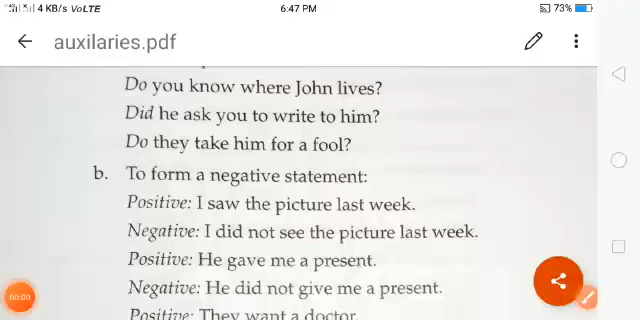 4 KB/s VoLTE 6:47 PM 73%
auxilaries.pdf
Do you know where John lives?
Did he ask you to write to him?
Do they take him for a fool?
b. To form a negative statement:
Positive: I saw the picture last week.
Negative: I did not see the picture last week.
Positive: He gave me a present.
Negative: He did not give me a present.
Positive: They want a doctor.
00:00